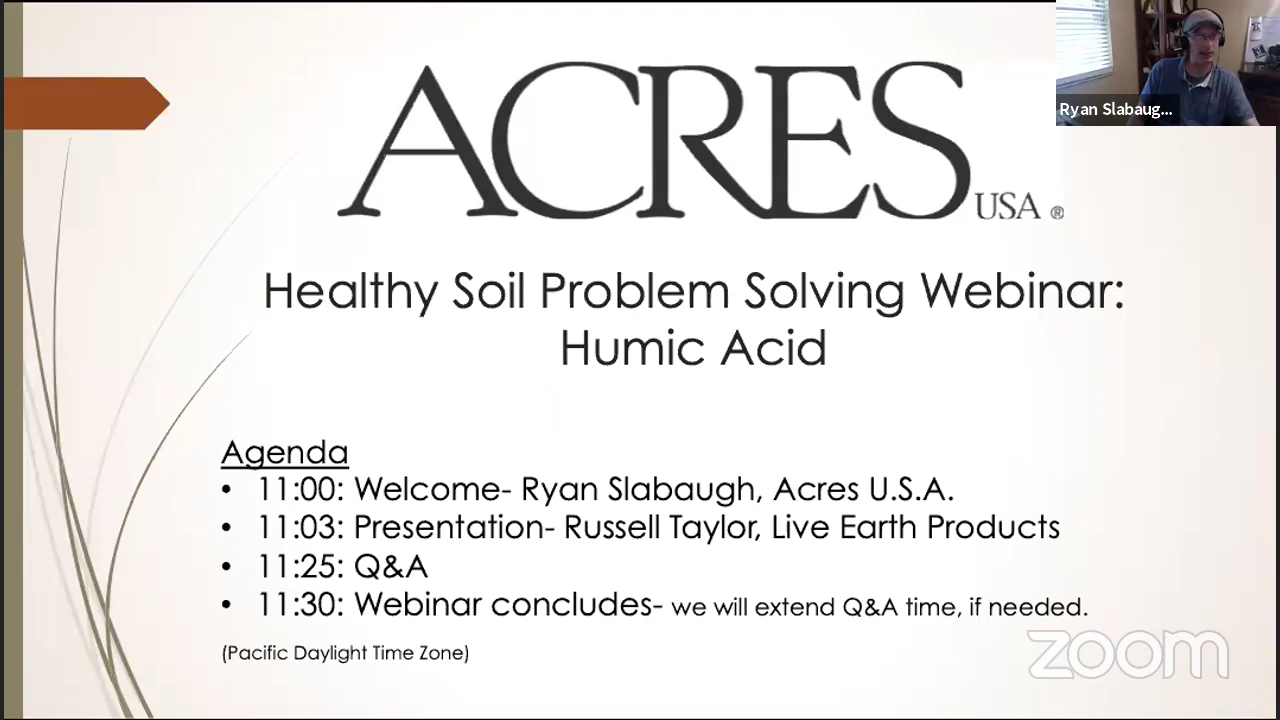 ACRES USA ®
Ryan Slabaug...
Healthy Soil Problem Solving Webinar:
Humic Acid
Agenda
• 11:00: Welcome- Ryan Slabaugh, Acres U.S.A.
• 11:03: Presentation- Russell Taylor, Live Earth Products
• 11:25: Q&A
• 11:30: Webinar concludes- we will extend Q&A time, if needed.
(Pacific Daylight Time Zone)
zoom